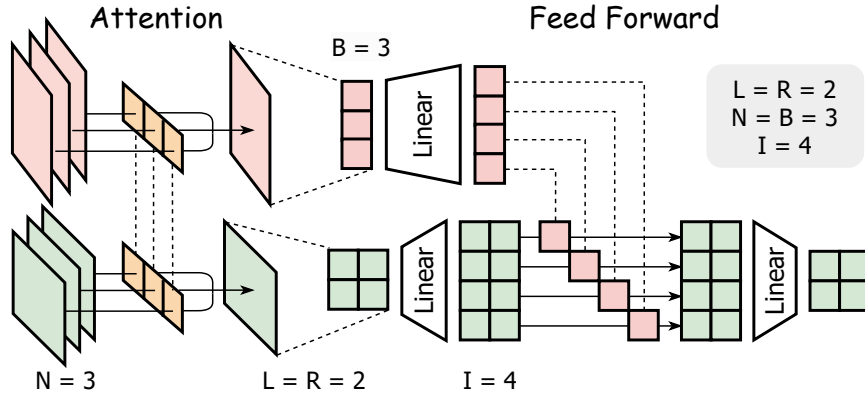 Attention
Feed Forward
B = 3
Linear
L = R = 2
N = B = 3
I = 4
Linear
Linear
N = 3
L = R = 2
I = 4